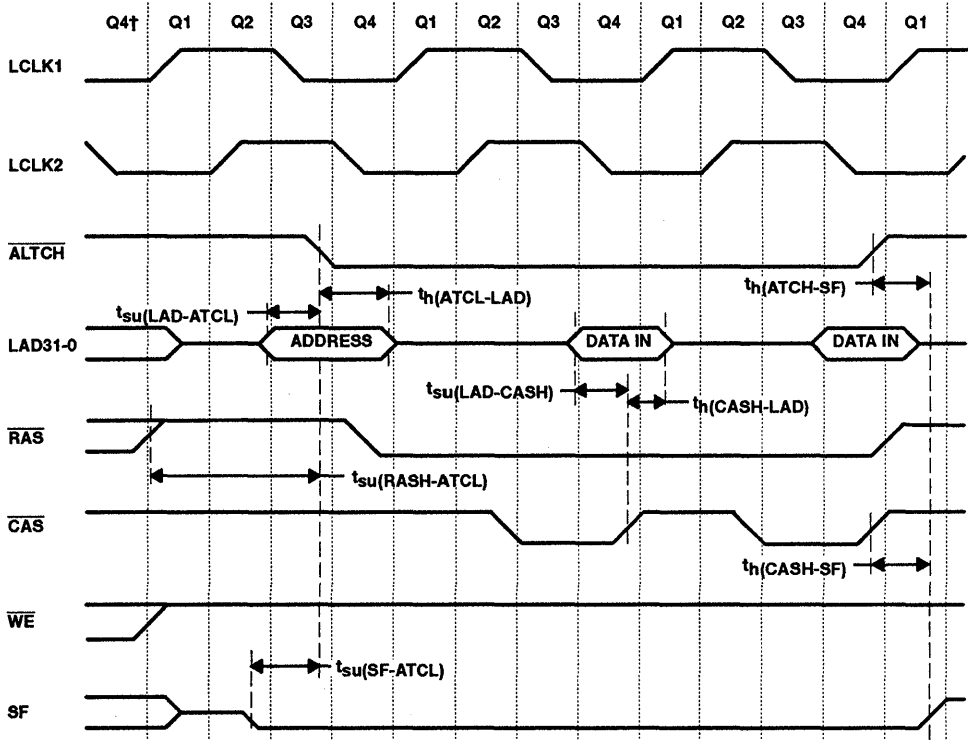 Q4† Q1 Q2 Q3 Q4 Q1 Q2 Q3 Q4 Q1 Q2 Q3 Q4 Q1
LCLK1
LCLK2
ALTCH
th(ATCL-LAD)
th(ATCH-SF)
tsu(LAD-ATCL)
LAD31-0
ADDRESS
DATA IN
DATA IN
tsu(LAD-CASH)
th(CASH-LAD)
RAS
tsu(RASH-ATCL)
CAS
th(CASH-SF)
WE
tsu(SF-ATCL)
SF